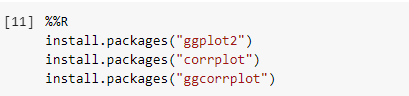 [11] %%R
install.packages("ggplot2")
install.packages("corrplot")
install.packages("ggcorrplot")